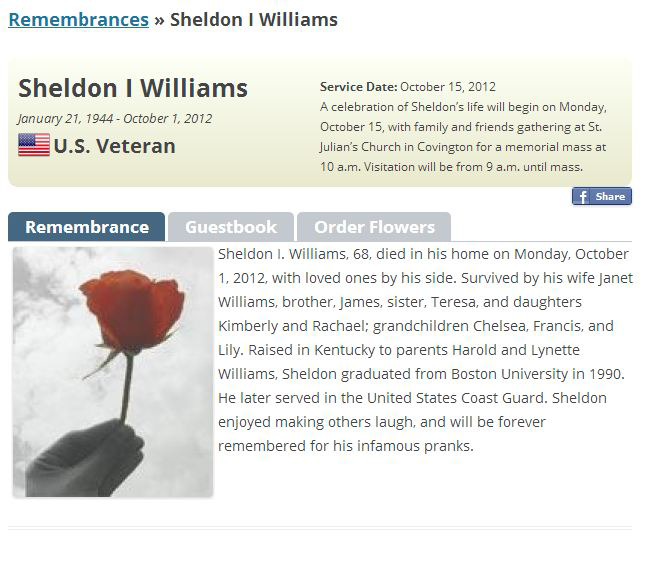 Remembrances » Sheldon I Williams
Sheldon I Williams
January 21, 1944 - October 1, 2012
U.S. Veteran
Service Date: October 15, 2012
A celebration of Sheldon’s life will begin on Monday,
October 15, with family and friends gathering at St.
Julian’s Church in Covington for a memorial mass at
10 a.m. Visitation will be from 9 a.m. until mass.
f Share
Remembrance Guestbook Order Flowers
Sheldon I. Williams, 68, died in his home on Monday, October
1, 2012, with loved ones by his side. Survived by his wife Janet
Williams, brother, James, sister, Teresa, and daughters
Kimberly and Rachael; grandchildren Chelsea, Francis, and
Lily. Raised in Kentucky to parents Harold and Lynette
Williams, Sheldon graduated from Boston University in 1990.
He later served in the United States Coast Guard. Sheldon
enjoyed making others laugh, and will be forever
remembered for his infamous pranks.